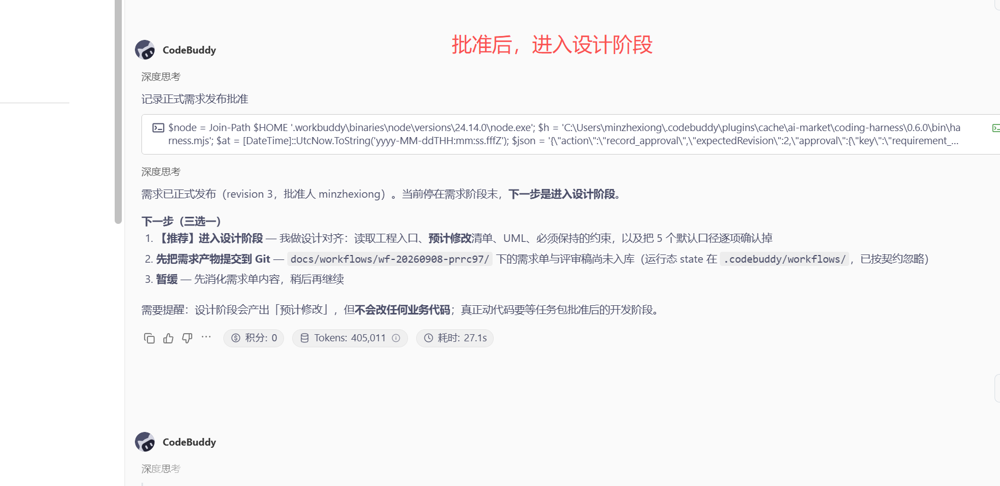 批准后，进入设计阶段
CodeBuddy
深度思考
记录正式需求发布批准
$node = Join-Path $HOME '.workbuddy\binaries\node\versions\24.14.0\node.exe'; $h = 'C:\Users\minzhexiong\.codebuddy\plugins\cache\ai-market\coding-harness\0.6.0\bin\ha
rness.mjs'; $at = [DateTime]::UtcNow.ToString('yyyy-MM-ddTHH:mm:ss.fffZ'); $json = '{\"action\":\"record_approval\",\"expectedRevision\":2,\"approval\":{\"key\":\"requirement_...
深度思考
需求已正式发布（revision 3，批准人 minzhexiong）。当前停在需求阶段末，下一步是进入设计阶段。
下一步（三选一）
1. 【推荐】进入设计阶段 — 我做设计对齐：读取工程入口、预计修改清单、UML、必须保持的约束，以及把 5 个默认口径逐项确认掉
2. 先把需求产物提交到 Git — docs/workflows/wf-20260908-prrc97/ 下的需求单与评审稿尚未入库（运行态 state 在 .codebuddy/workflows/，已按契约忽略）
3. 暂缓 — 先消化需求单内容，稍后再继续
需要提醒：设计阶段会产出「预计修改」，但不会改任何业务代码；真正动代码要等任务包批准后的开发阶段。
积分: 0 Tokens: 405,011 耗时: 27.1s
CodeBuddy
深度思考